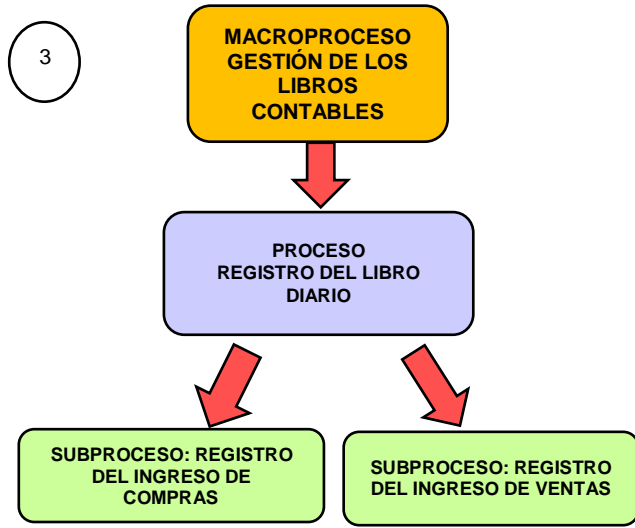 3
MACROPROCESO
GESTIÓN DE LOS
LIBROS
CONTABLES
PROCESO
REGISTRO DEL LIBRO
DIARIO
SUBPROCESO: REGISTRO
DEL INGRESO DE
COMPRAS
SUBPROCESO: REGISTRO
DEL INGRESO DE VENTAS